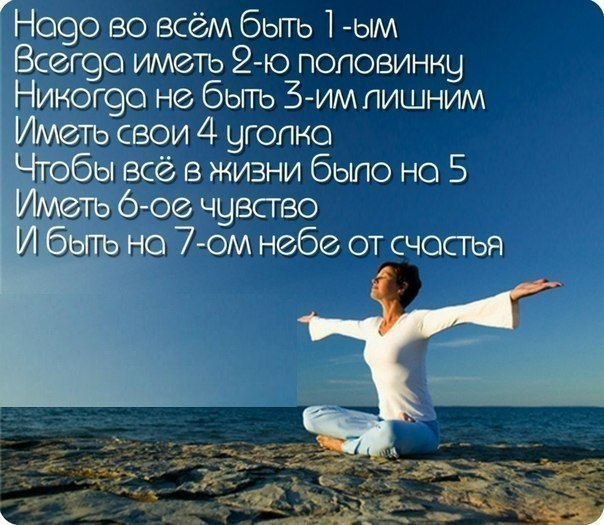 Надо во всём быть 1-ым
Всегда иметь 2-ю половинку
Никогда не быть 3-им лишним
Иметь свои 4 уголка
Чтобы всё в жизни было на 5
Иметь 6-ое чувство
И быть на 7-ом небе от счастья